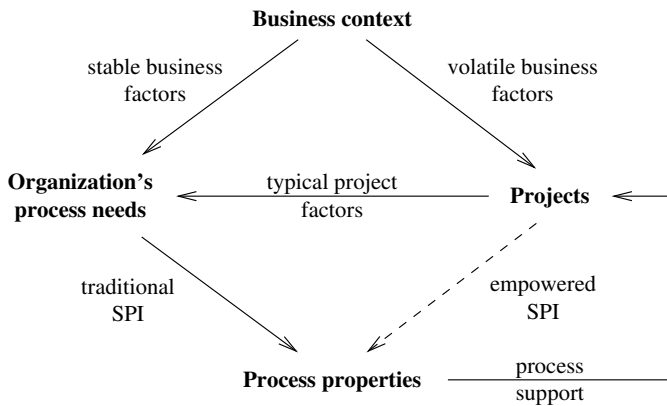 Business context
stable business
factors
volatile business
factors
Organization's
process needs
typical project
factors
Projects
traditional
SPI
empowered
SPI
Process properties
process
support